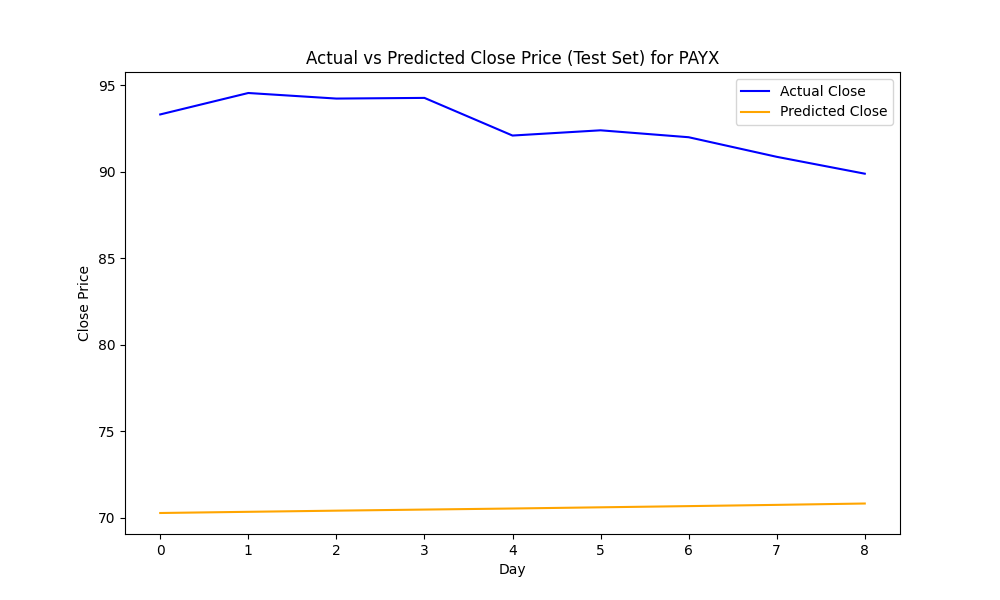 Actual vs Predicted Close Price (Test Set) for PAYX
Actual Close
Predicted Close
Close Price
95
90
85
80
75
70
0 1 2 3 4 5 6 7 8
Day